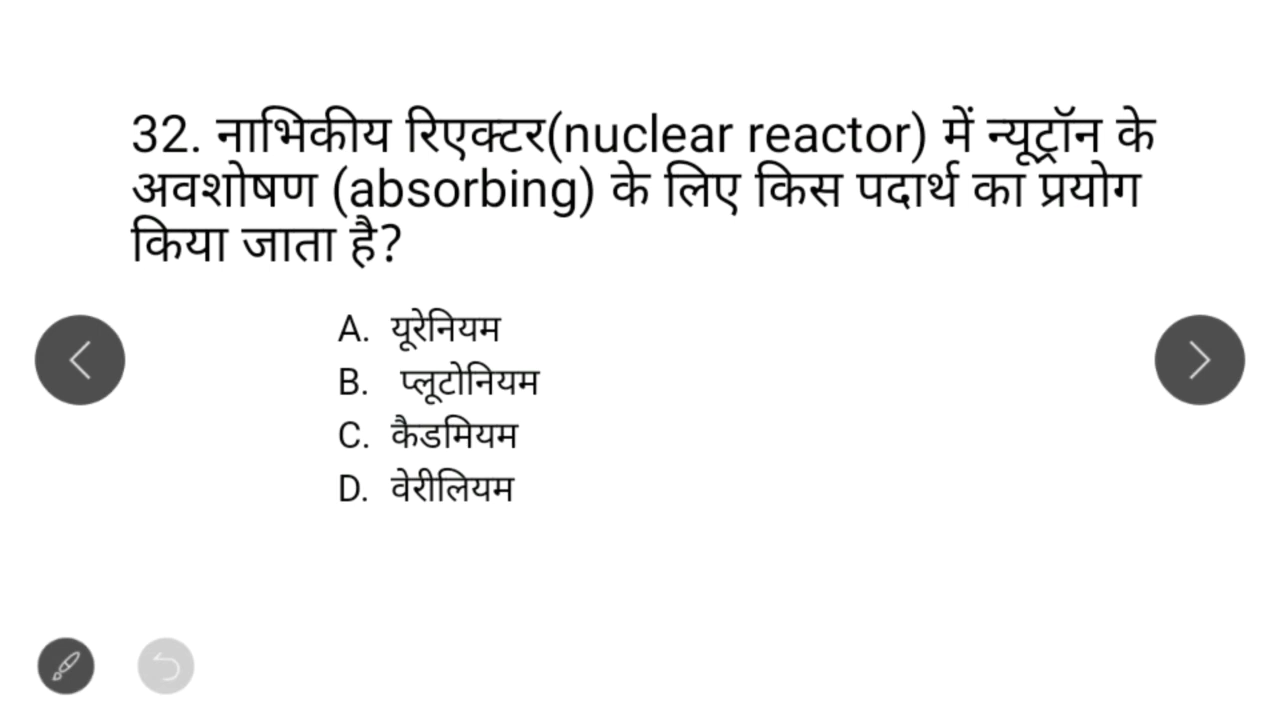 32. नाभिकीय रिएक्टर(nuclear reactor) में न्यूट्रॉन के
अवशोषण (absorbing) के लिए किस पदार्थ का प्रयोग
किया जाता है?
A. यूरेनियम
B. प्लूटोनियम
C. कैडमियम
D. वेरीलियम